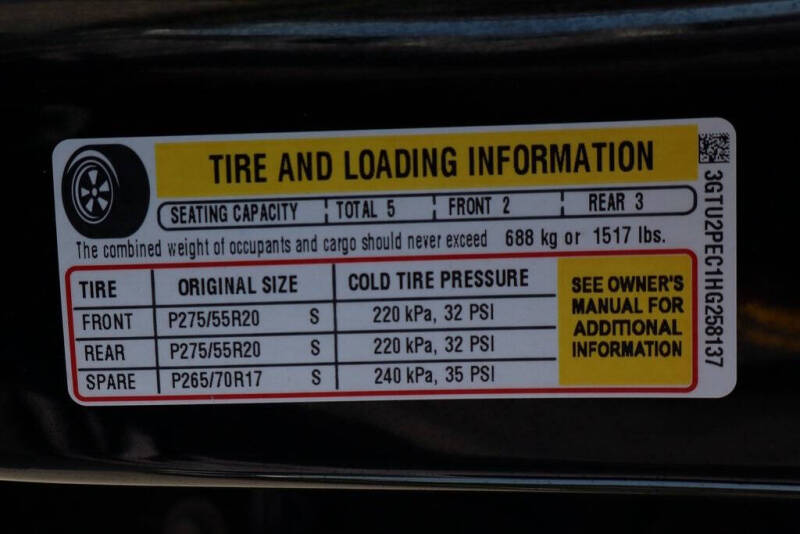 TIRE AND LOADING INFORMATION
SEATING CAPACITY TOTAL 5 FRONT 2 REAR 3
The combined weight of occupants and cargo should never exceed 688 kg or 1517 lbs.
TIRE ORIGINAL SIZE COLD TIRE PRESSURE
FRONT P275/55R20 S 220 kPa, 32 PSI
REAR P275/55R20 S 220 kPa, 32 PSI
SPARE P265/70R17 S 240 kPa, 35 PSI
SEE OWNER'S
MANUAL FOR
ADDITIONAL
INFORMATION
3GTU2PEC1HG258137